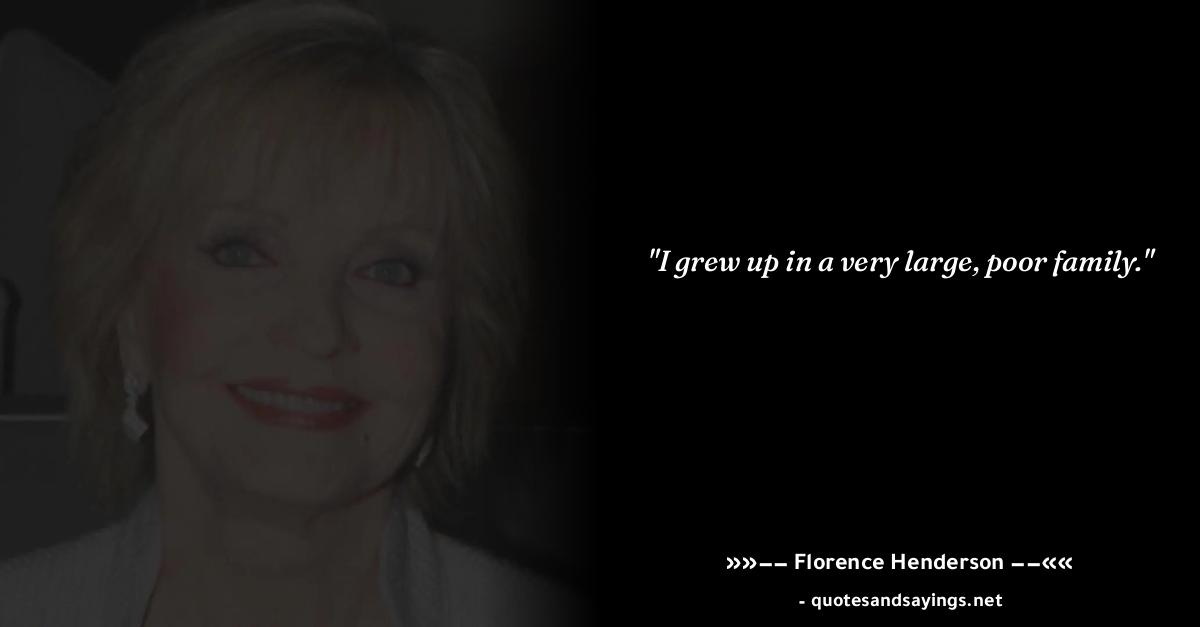 "I grew up in a very large, poor family."
»»–– Florence Henderson ––««
- quotesandsayings.net